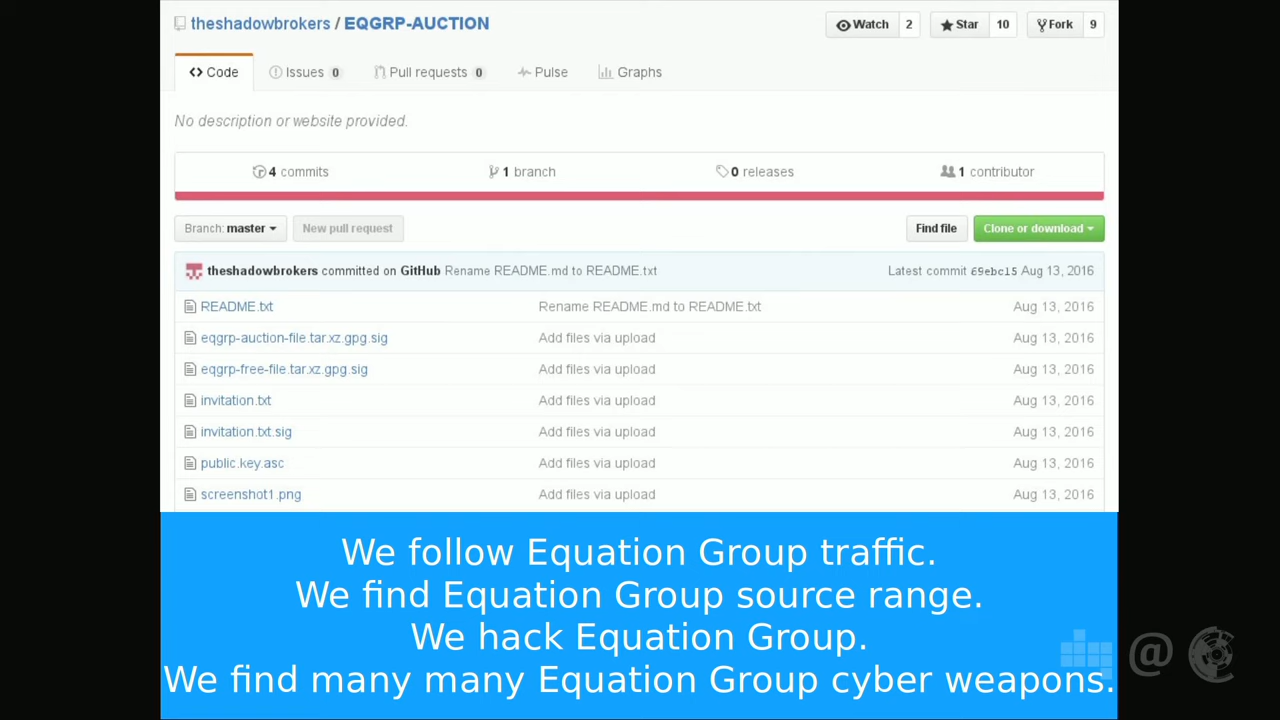 theshadowbrokers / EQGRP-AUCTION
Watch 2 Star 10 Fork 9
Code Issues 0 Pull requests 0 Pulse Graphs
No description or website provided.
4 commits 1 branch 0 releases 1 contributor
Branch: master New pull request Find file Clone or download
theshadowbrokers committed on GitHub Rename README.md to README.txt Latest commit 69ebc15 Aug 13, 2016
README.txt Rename README.md to README.txt Aug 13, 2016
eqgrp-auction-file.tar.xz.gpg.sig Add files via upload Aug 13, 2016
eqgrp-free-file.tar.xz.gpg.sig Add files via upload Aug 13, 2016
invitation.txt Add files via upload Aug 13, 2016
invitation.txt.sig Add files via upload Aug 13, 2016
public.key.asc Add files via upload Aug 13, 2016
screenshot1.png Add files via upload Aug 13, 2016
We follow Equation Group traffic.
We find Equation Group source range.
We hack Equation Group.
We find many many Equation Group cyber weapons.
@